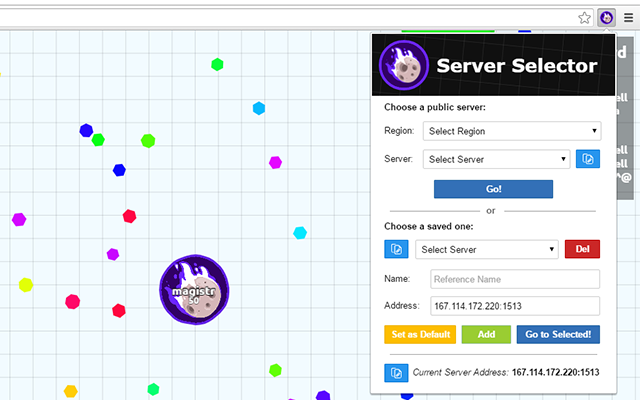 Server Selector
Choose a public server:
Region: Select Region
Server: Select Server
Go!
or
Choose a saved one:
Select Server Del
Name: Reference Name
Address: 167.114.172.220:1513
Set as Default Add Go to Selected!
Current Server Address: 167.114.172.220:1513
magistr
50
d
ell
a
ell
ell
^@